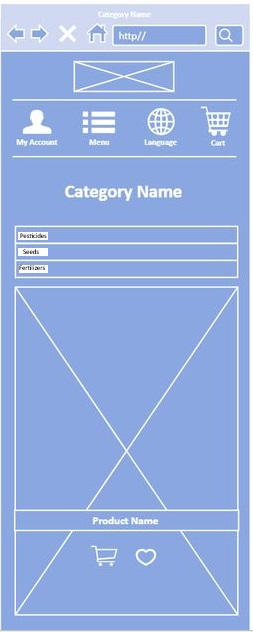 Category Name
http//
My Account
Menu
Language
Cart
Category Name
Pesticides
Seeds
Fertilizers
Product Name